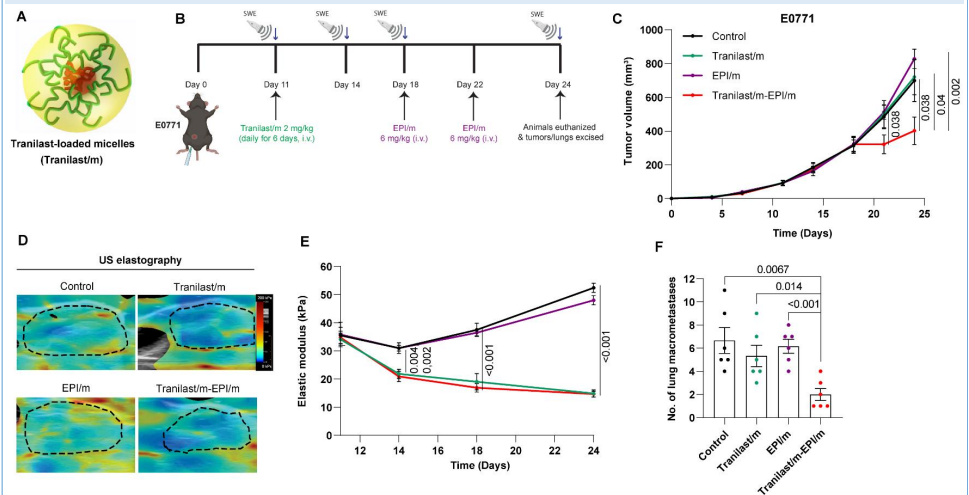 A
Tranilast-loaded micelles
(Tranilast/m)
B
SWE
SWE
SWE
SWE
Day 0
Day 11
Day 14
Day 18
Day 22
Day 24
E0771
Tranilast/m 2 mg/kg
(daily for 6 days, i.v.)
EPI/m
6 mg/kg (i.v.)
EPI/m
6 mg/kg (i.v.)
Animals euthanized
& tumors/lungs excised
C
E0771
Control
Tranilast/m
EPI/m
Tranilast/m-EPI/m
Tumor volume (mm³)
1000
800
600
400
200
0
0
5
10
15
20
25
Time (Days)
0.038
0.038
0.04
0.002
D
US elastography
Control
Tranilast/m
EPI/m
Tranilast/m-EPI/m
E
Elastic modulus (kPa)
60
50
40
30
20
10
0
12
14
16
18
20
22
24
Time (Days)
0.004
0.002
<0.001
<0.001
F
No. of lung macrometastases
12
10
8
6
4
2
0
0.0067
0.014
<0.001
Control
Tranilast/m
EPI/m
Tranilast/m-EPI/m